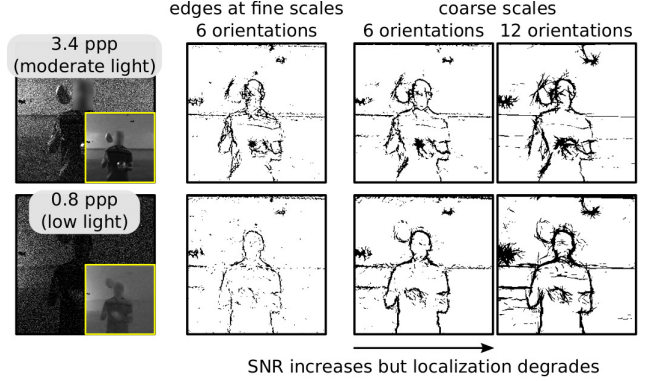 edges at fine scales
6 orientations
coarse scales
6 orientations 12 orientations
3.4 ppp
(moderate light)
0.8 ppp
(low light)
SNR increases but localization degrades